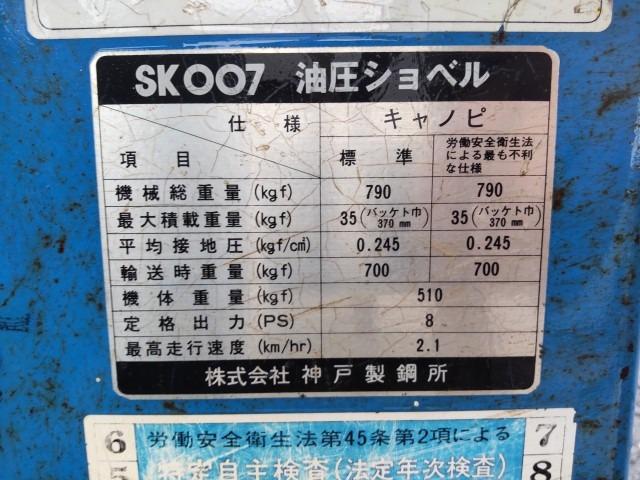 SK007 油圧ショベル
仕様 キャノピ
項目 標準 労働安全衛生法による最も不利な仕様
機械総重量(kgf) 790 790
最大積載重量(kgf) 35(バッケト巾370mm) 35(バッケト巾370mm)
平均接地圧(kgf/cm²) 0.245 0.245
輸送時重量(kgf) 700 700
機体重量(kgf) 510
定格出力(PS) 8
最高走行速度(km/hr) 2.1
株式会社 神戸製鋼所
6 労働安全衛生法第45条第2項による 7
5 特定自主検査(法定年次検査) 8